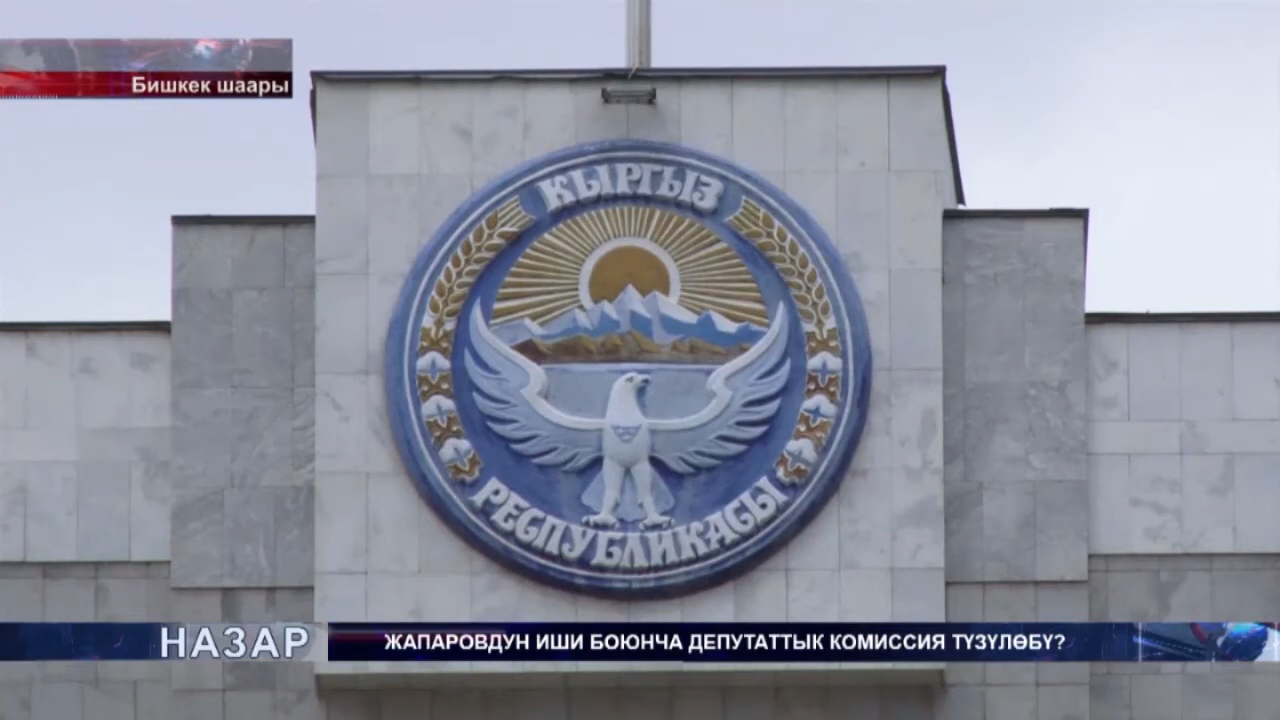 Бишкек шаары
КЫРГЫЗ
РЕСПУБЛИКАСЫ
НАЗАР
ЖАПАРОВДУН ИШИ БОЮНЧА ДЕПУТАТТЫК КОМИССИЯ ТҮЗҮЛӨБҮ?